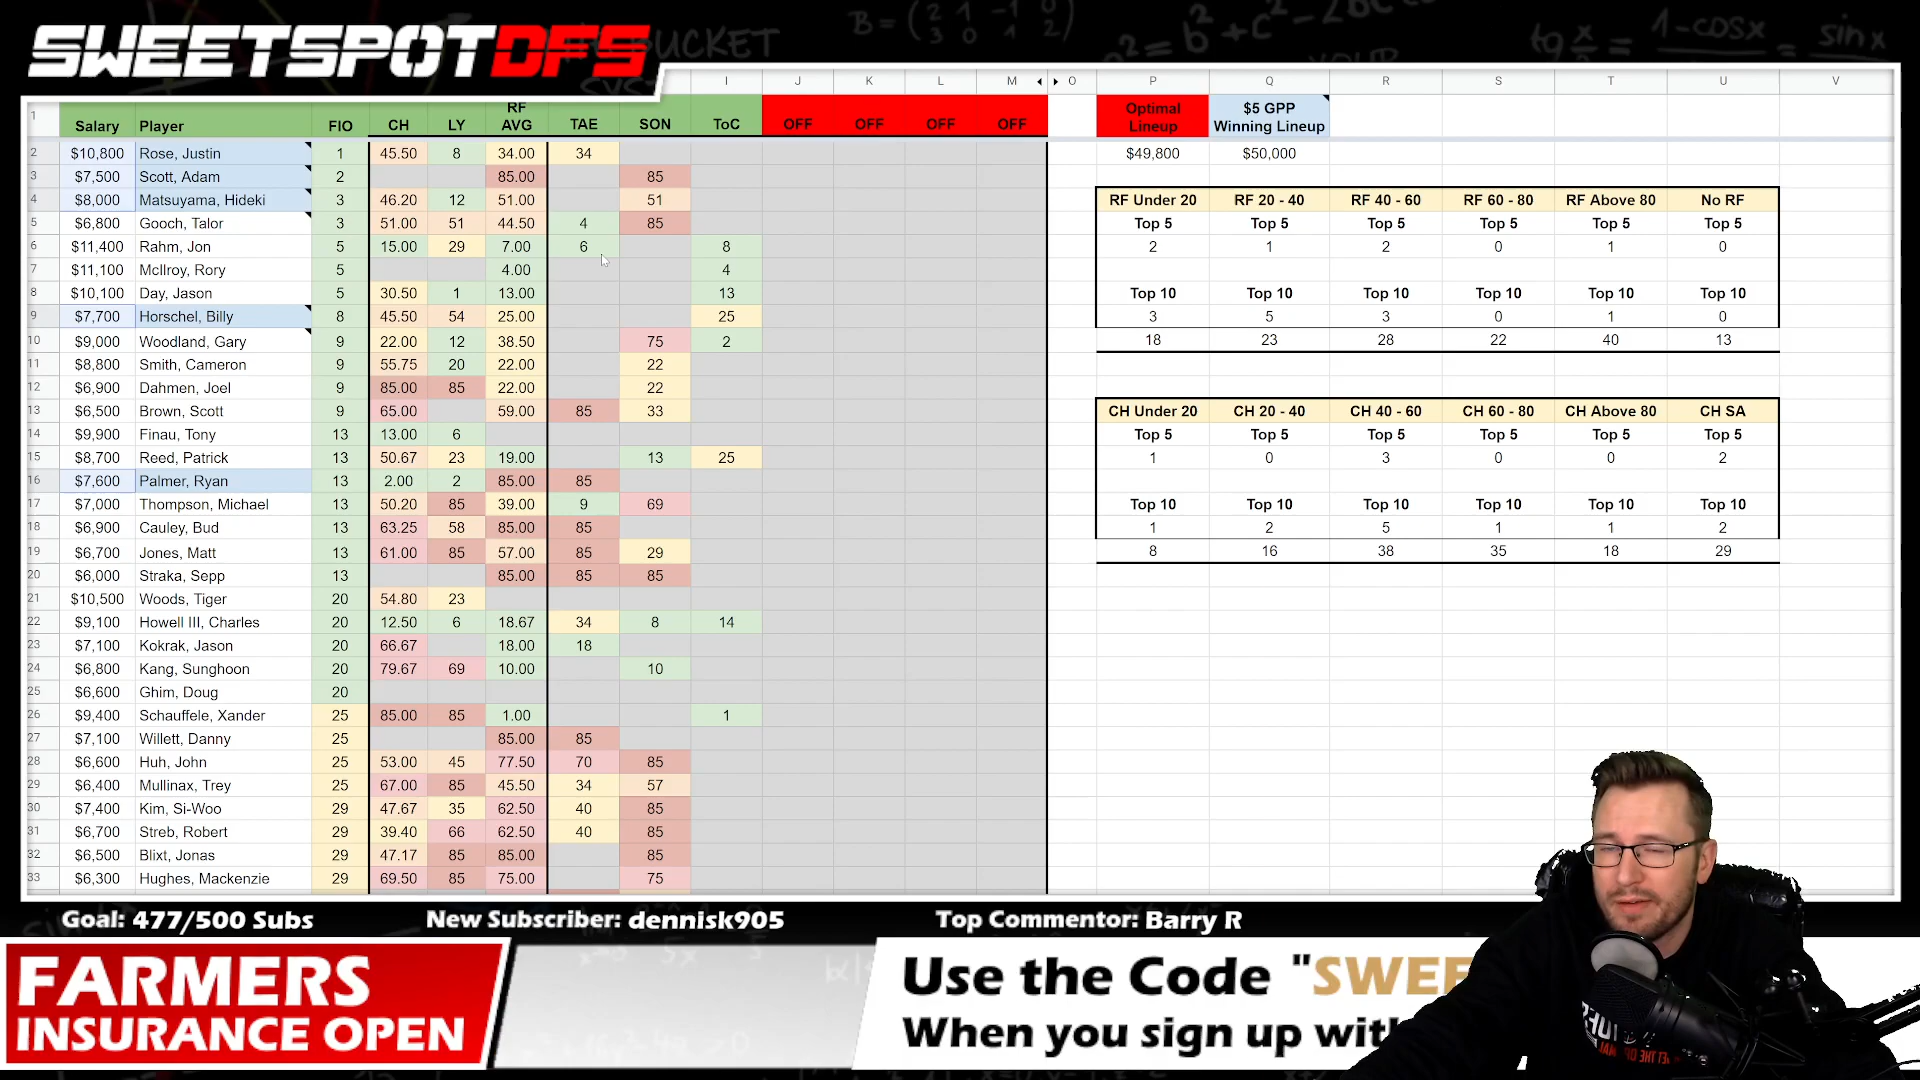 SWEETSPOTDFS
BUCKET
I J K L M O P Q R S T U V
1 Salary Player FIO CH LY RF AVG TAE SON ToC OFF OFF OFF OFF
2 $10,800 Rose, Justin 1 45.50 8 34.00 34
3 $7,500 Scott, Adam 2 85.00 85
4 $8,000 Matsuyama, Hideki 3 46.20 12 51.00 51
5 $6,800 Gooch, Talor 3 51.00 51 44.50 4 85
6 $11,400 Rahm, Jon 5 15.00 29 7.00 6 8
7 $11,100 McIlroy, Rory 5 4.00 4
8 $10,100 Day, Jason 5 30.50 1 13.00 13
9 $7,700 Horschel, Billy 8 45.50 54 25.00 25
10 $9,000 Woodland, Gary 9 22.00 12 38.50 75 2
11 $8,800 Smith, Cameron 9 55.75 20 22.00 22
12 $6,900 Dahmen, Joel 9 85.00 85 22.00 22
13 $6,500 Brown, Scott 9 65.00 59.00 85 33
14 $9,900 Finau, Tony 13 13.00 6
15 $8,700 Reed, Patrick 13 50.67 23 19.00 13 25
16 $7,600 Palmer, Ryan 13 2.00 2 85.00 85
17 $7,000 Thompson, Michael 13 50.20 85 39.00 9 69
18 $6,900 Cauley, Bud 13 63.25 58 85.00 85
19 $6,700 Jones, Matt 13 61.00 85 57.00 85 29
20 $6,000 Straka, Sepp 13 85.00 85 85
21 $10,500 Woods, Tiger 20 54.80 23
22 $9,100 Howell III, Charles 20 12.50 6 18.67 34 8 14
23 $7,100 Kokrak, Jason 20 66.67 18.00 18
24 $6,800 Kang, Sunghoon 20 79.67 69 10.00 10
25 $6,600 Ghim, Doug 20
26 $9,400 Schauffele, Xander 25 85.00 85 1.00 1
27 $7,100 Willett, Danny 25 85.00 85
28 $6,600 Huh, John 25 53.00 45 77.50 70 85
29 $6,400 Mullinax, Trey 25 67.00 85 45.50 34 57
30 $7,400 Kim, Si-Woo 29 47.67 35 62.50 40 85
31 $6,700 Streb, Robert 29 39.40 66 62.50 40 85
32 $6,500 Blixt, Jonas 29 47.17 85 85.00 85
33 $6,300 Hughes, Mackenzie 29 69.50 85 75.00 75
Optimal Lineup $5 GPP Winning Lineup
$49,800 $50,000
RF Under 20 RF 20 - 40 RF 40 - 60 RF 60 - 80 RF Above 80 No RF
Top 5 Top 5 Top 5 Top 5 Top 5 Top 5
2 1 2 0 1 0
Top 10 Top 10 Top 10 Top 10 Top 10 Top 10
3 5 3 0 1 0
18 23 28 22 40 13
CH Under 20 CH 20 - 40 CH 40 - 60 CH 60 - 80 CH Above 80 CH SA
Top 5 Top 5 Top 5 Top 5 Top 5 Top 5
1 0 3 0 0 2
Top 10 Top 10 Top 10 Top 10 Top 10 Top 10
1 2 5 1 1 2
8 16 38 35 18 29
Goal: 477/500 Subs New Subscriber: dennisk905 Top Commentor: Barry R
FARMERS
INSURANCE OPEN
Use the Code "SWEE
When you sign up wit